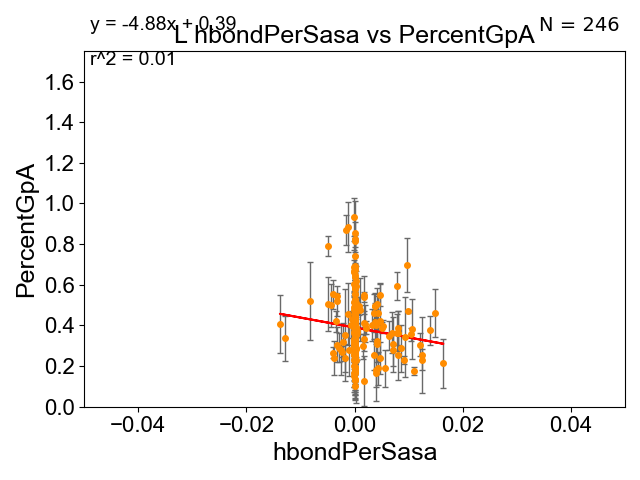 y = -4.88x + 0.39
N = 246
L hbondPerSasa vs PercentGpA
r^2 = 0.01
PercentGpA
1.6
1.4
1.2
1.0
0.8
0.6
0.4
0.2
0.0
−0.04
−0.02
0.00
0.02
0.04
hbondPerSasa